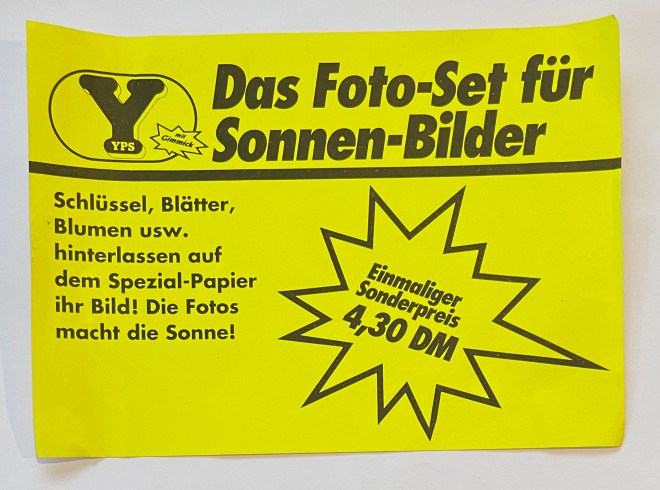 Das Foto-Set für
Sonnen-Bilder
Y
YPS
mit
Gimmick
Schlüssel, Blätter,
Blumen usw.
hinterlassen auf
dem Spezial-Papier
ihr Bild! Die Fotos
macht die Sonne!
Einmaliger
Sonderpreis
4,30 DM